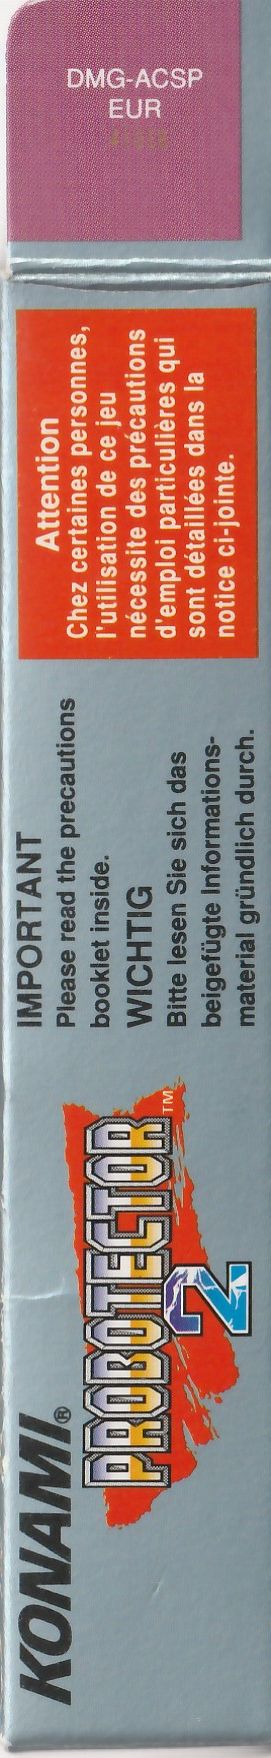 DMG-ACSP
EUR
Attention
Chez certaines personnes,
l'utilisation de ce jeu
nécessite des précautions
d'emploi particulières qui
sont détaillées dans la
notice ci-jointe.
IMPORTANT
Please read the precautions
booklet inside.
WICHTIG
Bitte lesen Sie sich das
beigefügte Informations-
material gründlich durch.
KONAMI®
PROBOTECTOR™
2